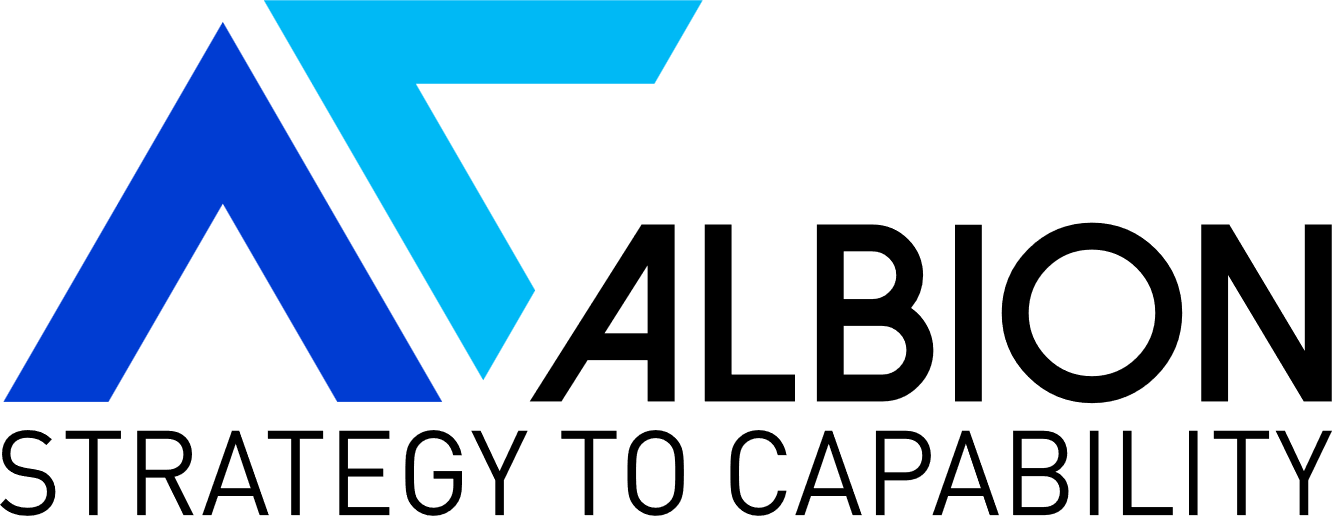 ALBION
STRATEGY TO CAPABILITY